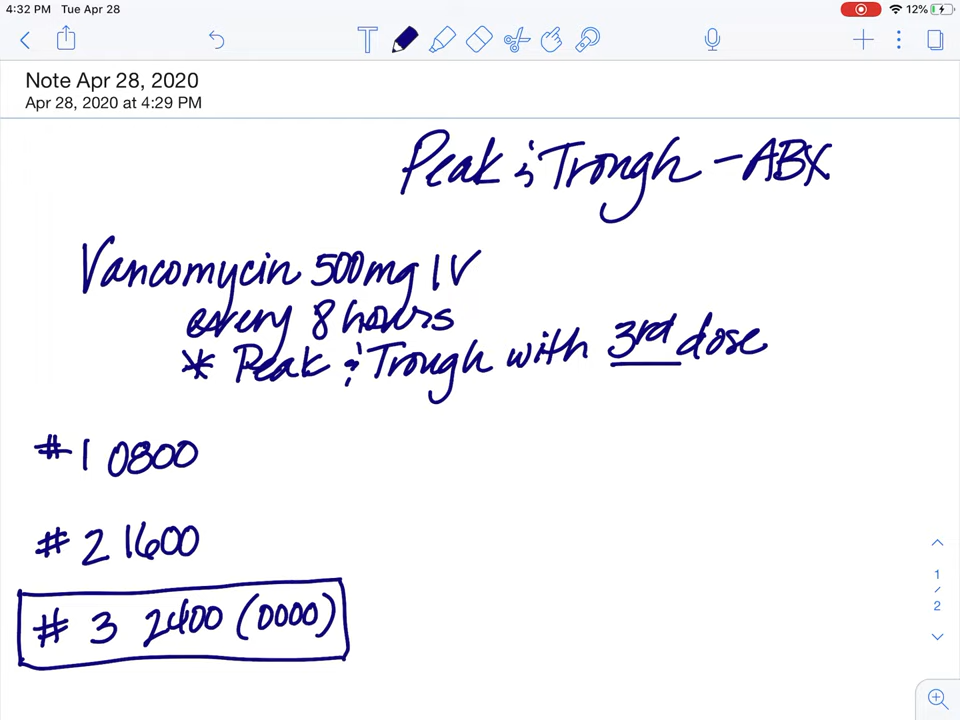 4:32 PM Tue Apr 28 12%
T
Note Apr 28, 2020
Apr 28, 2020 at 4:29 PM
Peak & Trough - ABX
Vancomycin 500mg IV
every 8 hours
* Peak & Trough with 3rd dose
#1 0800
#2 1600
#3 2400 (0000)
1
/
2